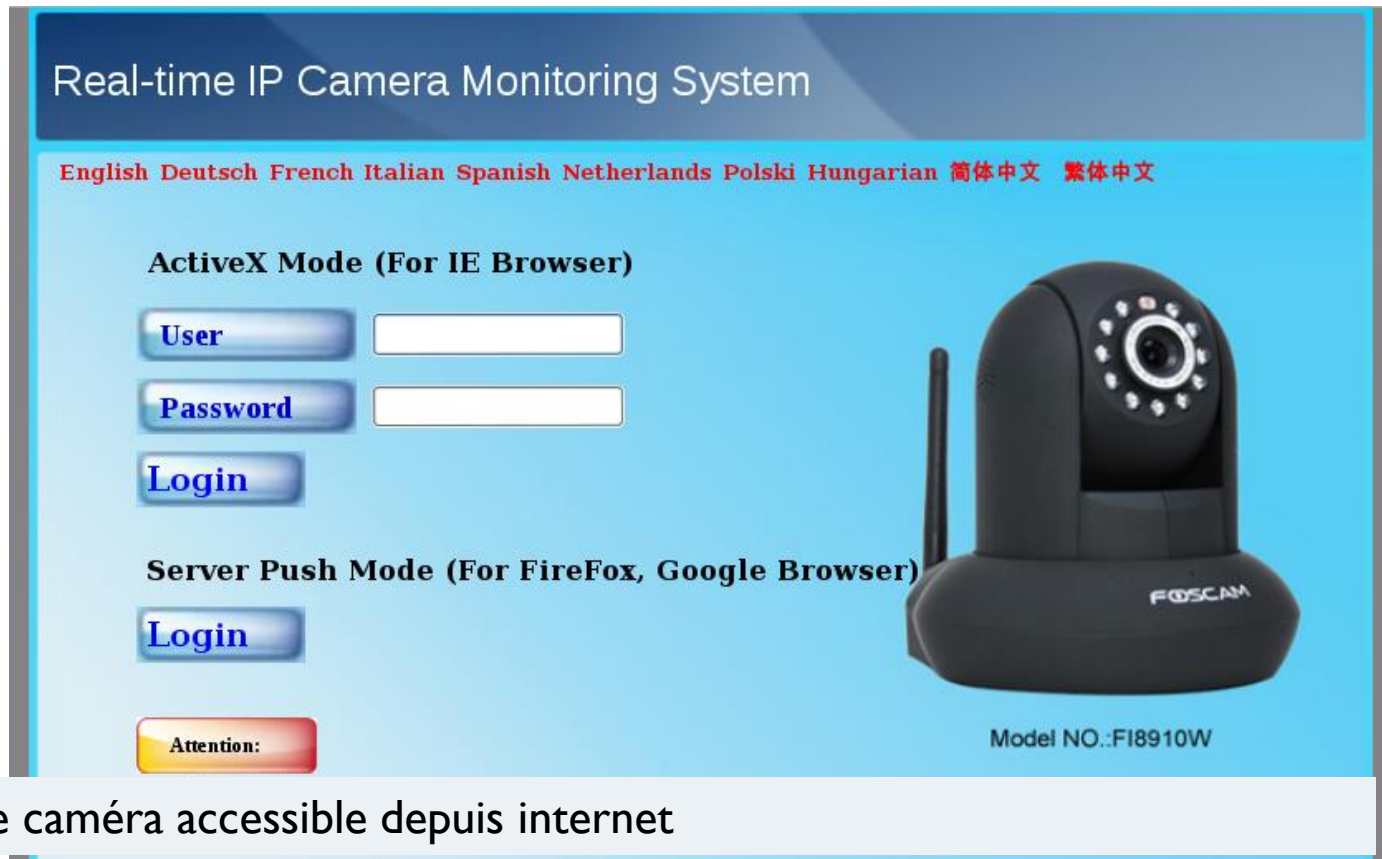 Real-time IP Camera Monitoring System
English Deutsch French Italian Spanish Netherlands Polski Hungarian 简体中文 繁体中文
ActiveX Mode (For IE Browser)
User
Password
Login
Server Push Mode (For FireFox, Google Browser)
Login
FOSCAM
Attention:
Model NO.:FI8910W
caméra accessible depuis internet